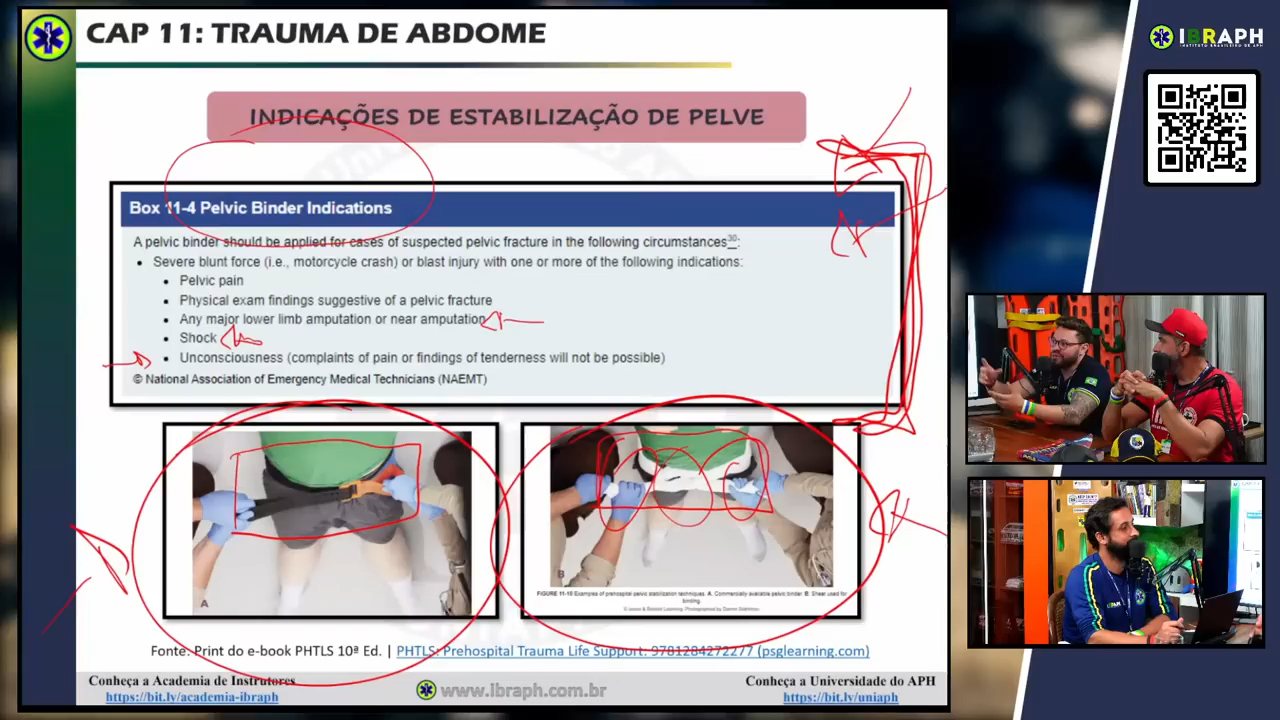 CAP 11: TRAUMA DE ABDOME
IBRAPH
INSTITUTO BRASILEIRO DE APH
INDICAÇÕES DE ESTABILIZAÇÃO DE PELVE
Box 11-4 Pelvic Binder Indications
A pelvic binder should be applied for cases of suspected pelvic fracture in the following circumstances30:
• Severe blunt force (i.e., motorcycle crash) or blast injury with one or more of the following indications:
• Pelvic pain
• Physical exam findings suggestive of a pelvic fracture
• Any major lower limb amputation or near amputation
• Shock
• Unconsciousness (complaints of pain or findings of tenderness will not be possible)
© National Association of Emergency Medical Technicians (NAEMT)
A
B
FIGURE 11-10 Examples of prehospital pelvic stabilization techniques. A. Commercially available pelvic binder. B. Sheet used for
binding.
Fonte: Print do e-book PHTLS 10ª Ed. | PHTLS: Prehospital Trauma Life Support: 9781284272277 (psglearning.com)
Conheça a Academia de Instrutores
https://bit.ly/academia-ibraph
www.ibraph.com.br
Conheça a Universidade do APH
https://bit.ly/uniaph